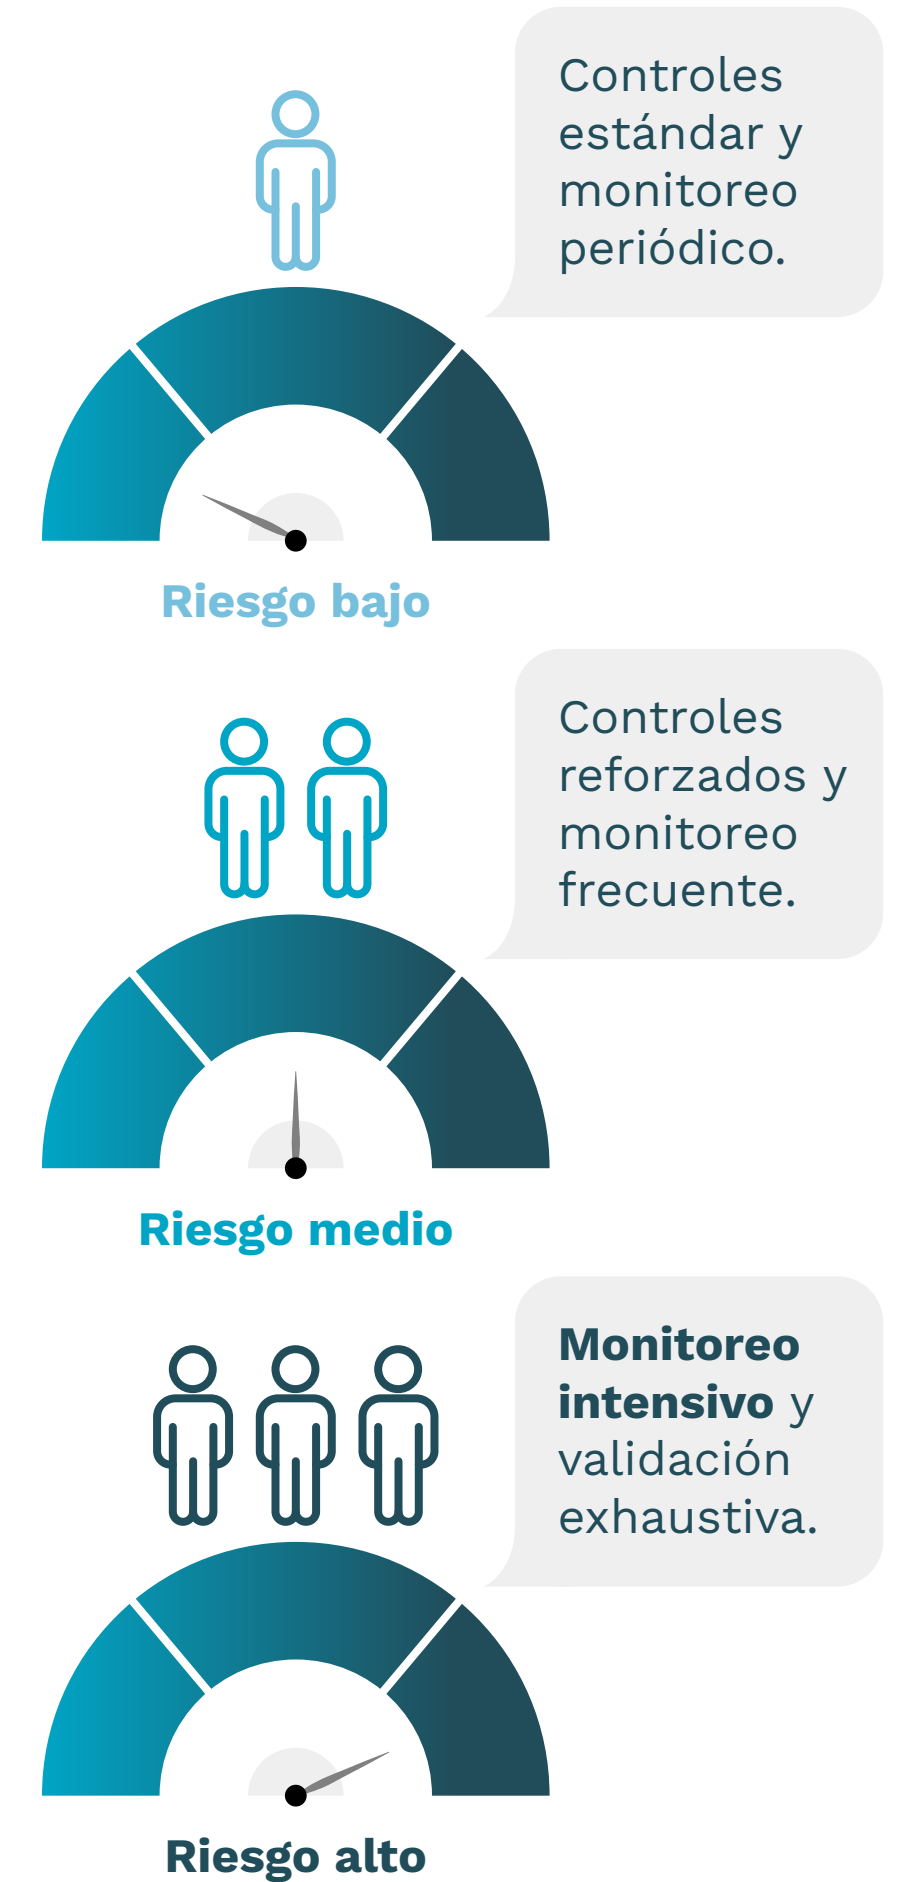 Controles
estándar y
monitoreo
periódico.
Riesgo bajo
Controles
reforzados y
monitoreo
frecuente.
Riesgo medio
Monitoreo
intensivo y
validación
exhaustiva.
Riesgo alto